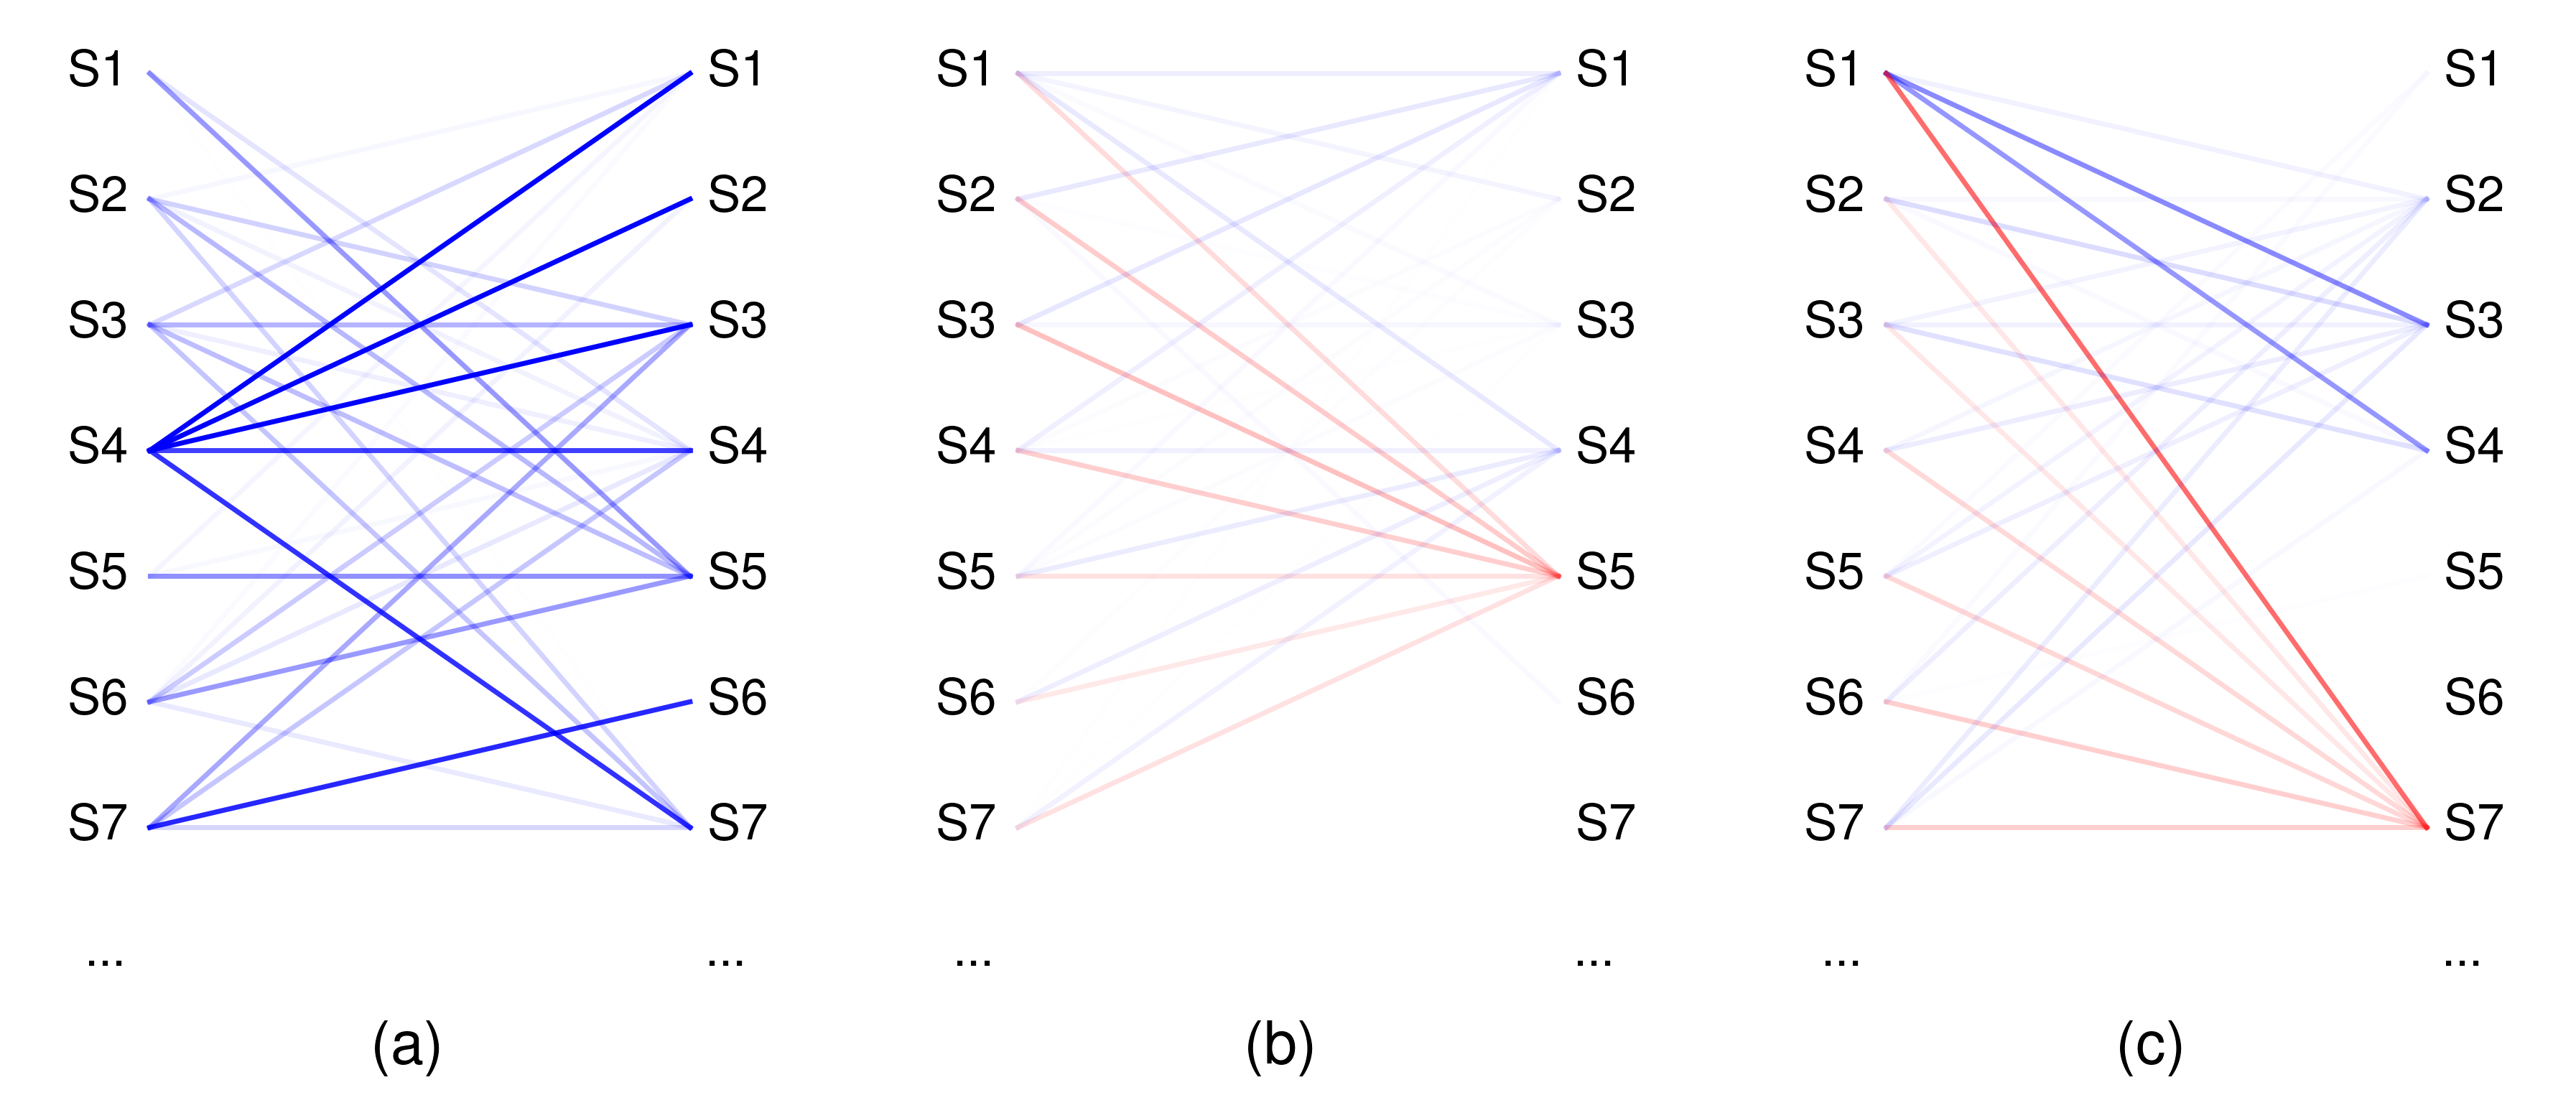 S1 S1 S1 S1 S1 S1
S2 S2 S2 S2 S2 S2
S3 S3 S3 S3 S3 S3
S4 S4 S4 S4 S4 S4
S5 S5 S5 S5 S5 S5
S6 S6 S6 S6 S6 S6
S7 S7 S7 S7 S7 S7
... ... ... ... ... ...
(a) (b) (c)